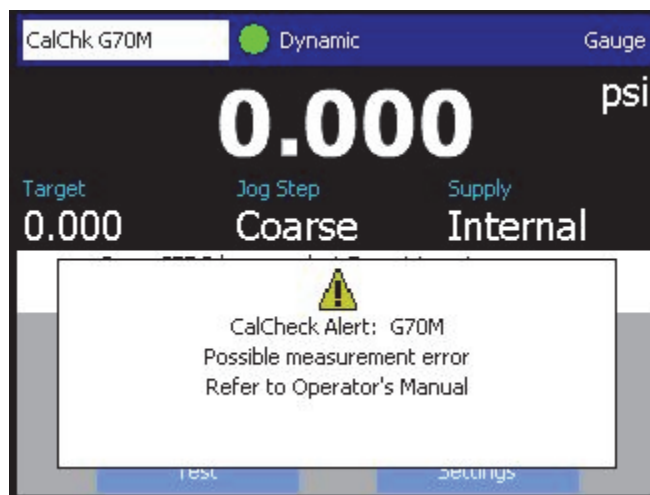 CalChk G70M Dynamic Gauge
0.000 psi
Target Jog Step Supply
0.000 Coarse Internal
CalCheck Alert: G70M
Possible measurement error
Refer to Operator's Manual
Test Settings